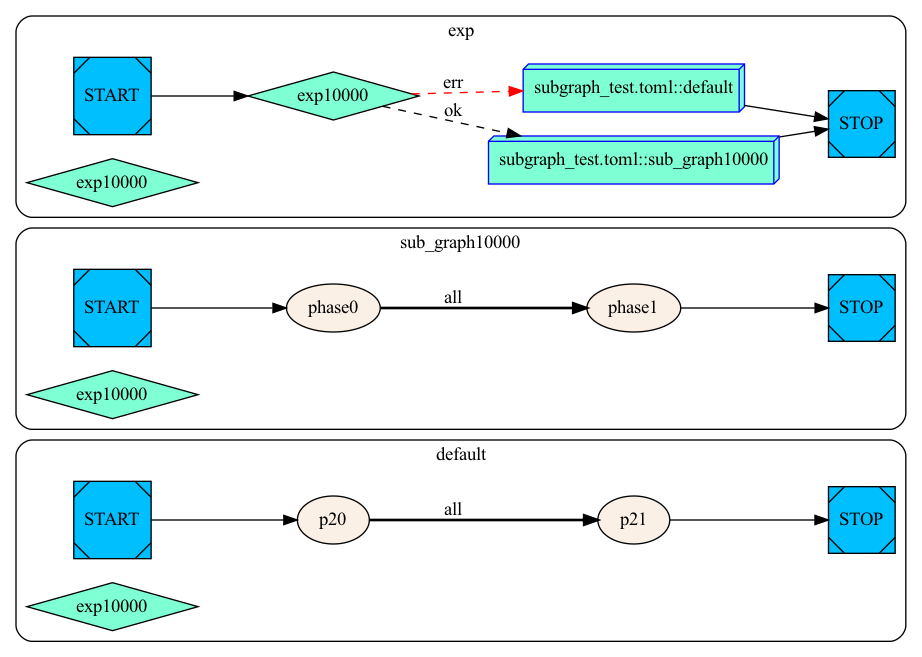 exp
START
exp10000
err
ok
subgraph_test.toml::default
subgraph_test.toml::sub_graph10000
STOP
exp10000
sub_graph10000
START
phase0
all
phase1
STOP
exp10000
default
START
p20
all
p21
STOP
exp10000